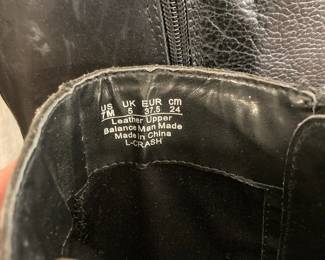 US UK EUR cm
7M 5 37.5 24
Leather Upper
Balance Man Made
Made in China
L-CRASH